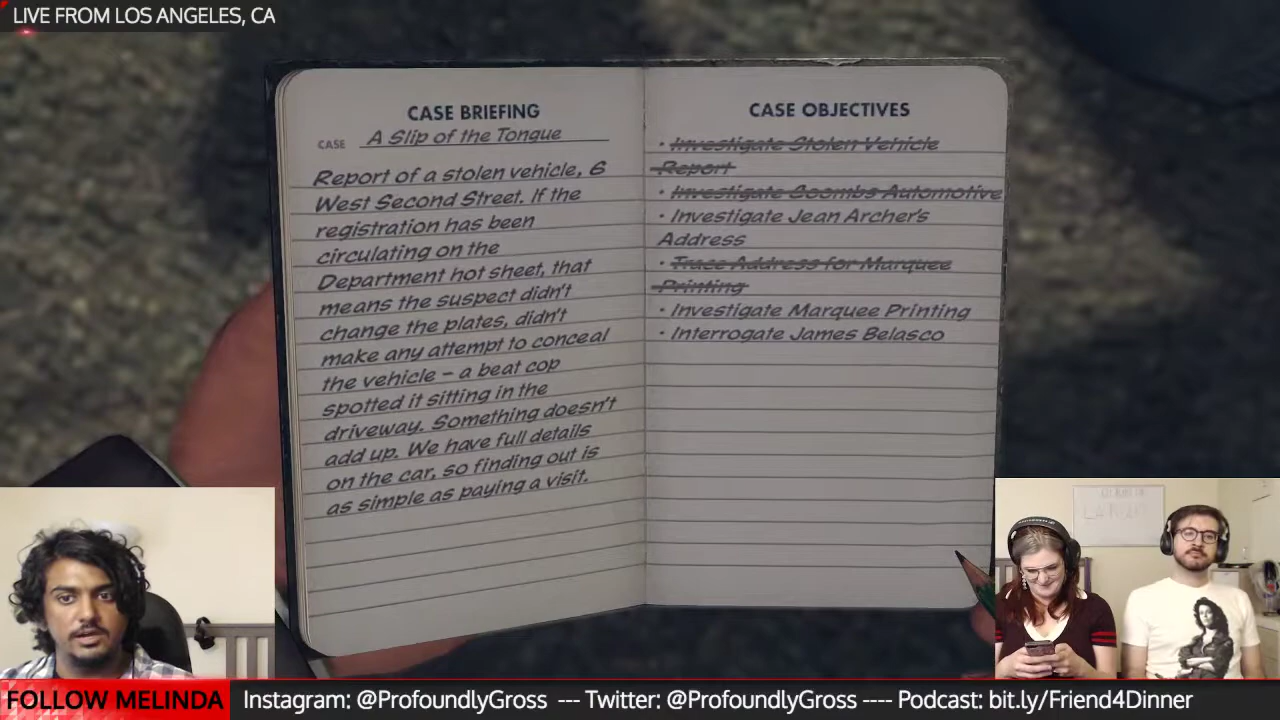 LIVE FROM LOS ANGELES, CA
CASE BRIEFING
CASE A Slip of the Tongue
Report of a stolen vehicle, 6
West Second Street. If the
registration has been
circulating on the
Department hot sheet, that
means the suspect didn't
change the plates, didn't
make any attempt to conceal
the vehicle - a beat cop
spotted it sitting in the
driveway. Something doesn't
add up. We have full details
on the car, so finding out is
as simple as paying a visit.
CASE OBJECTIVES
• Investigate Stolen Vehicle
Report
• Investigate Coombs Automotive
• Investigate Jean Archer's
Address
• Trace Address for Marquee
Printing
• Investigate Marquee Printing
• Interrogate James Belasco
FOLLOW MELINDA
Instagram: @ProfoundlyGross --- Twitter: @ProfoundlyGross ---- Podcast: bit.ly/Friend4Dinner